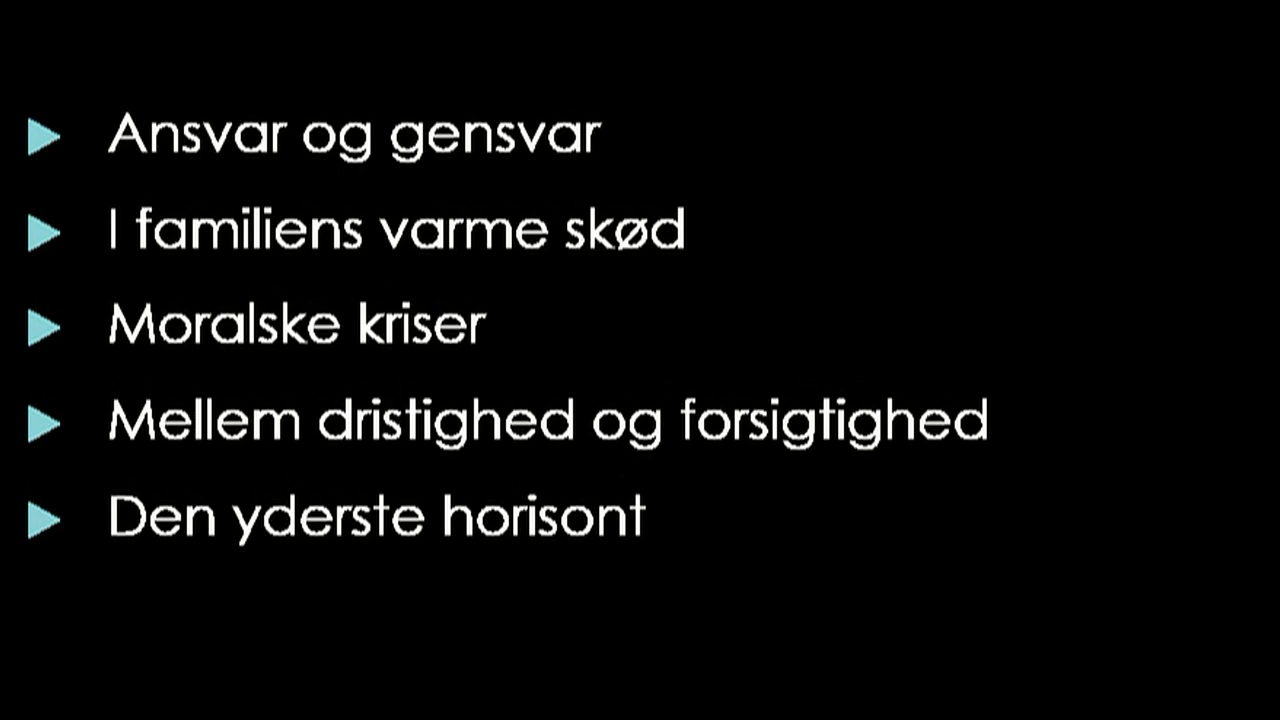 Ansvar og gensvar
I familiens varme skød
Moralske kriser
Mellem dristighed og forsigtighed
Den yderste horisont